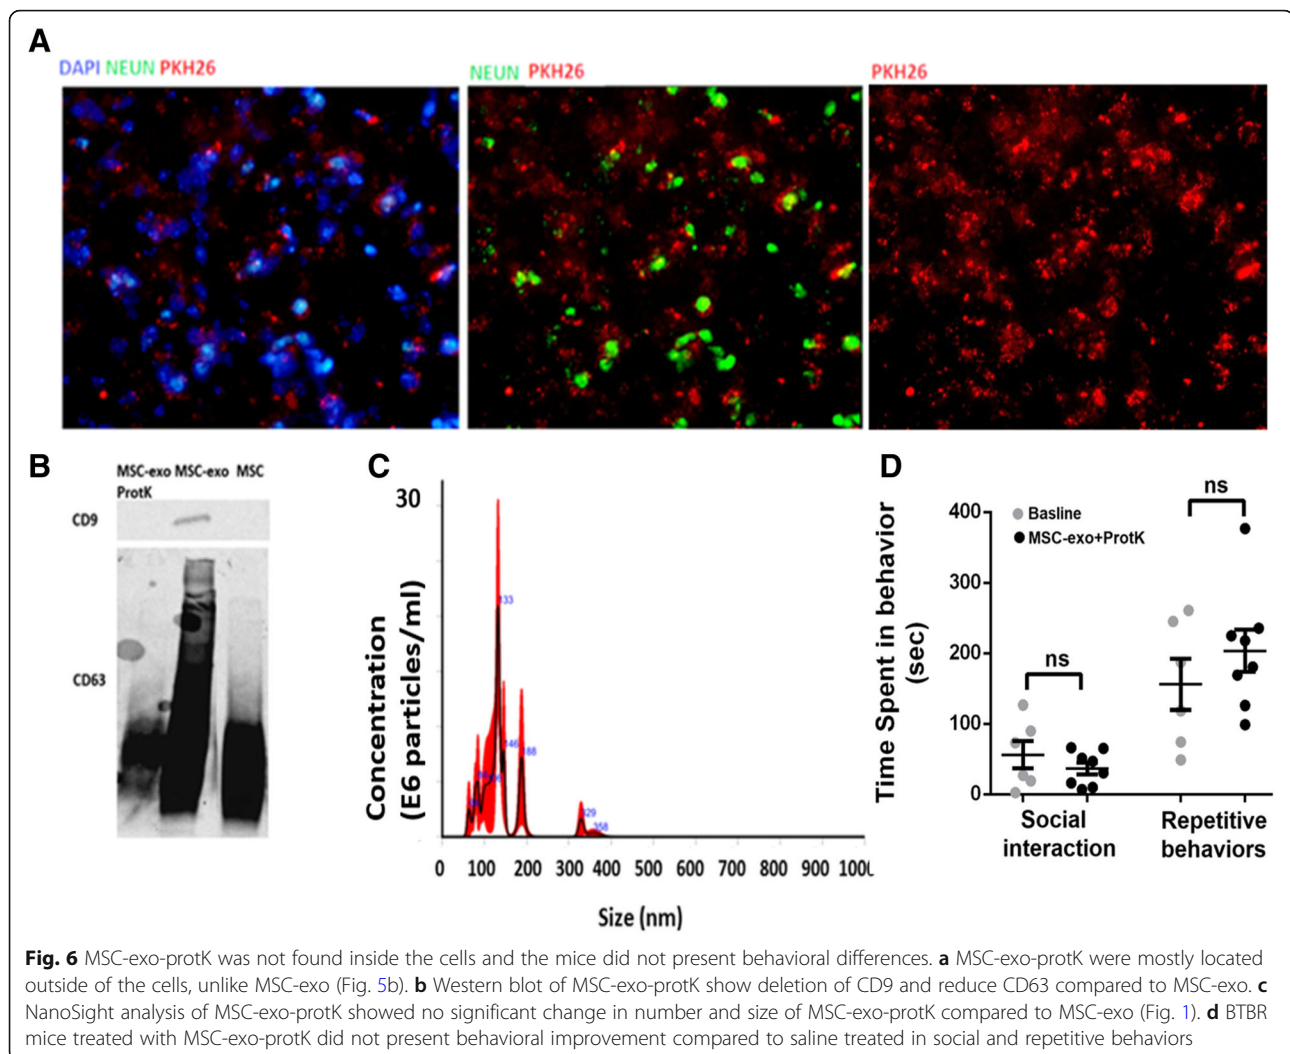 A
DAPI NEUN PKH26
NEUN PKH26
PKH26
B
MSC-exo MSC-exo MSC
ProtK
CD9
CD63
C
30
Concentration
(E6 particles/ml)
133
146
188
329
358
0 100 200 300 400 500 600 700 800 900 1000
Size (nm)
D
Time Spent in behavior
(sec)
400
300
200
100
0
Basline
MSC-exo+ProtK
ns
ns
Social
interaction
Repetitive
behaviors
Fig. 6 MSC-exo-protK was not found inside the cells and the mice did not present behavioral differences. a MSC-exo-protK were mostly located
outside of the cells, unlike MSC-exo (Fig. 5b). b Western blot of MSC-exo-protK show deletion of CD9 and reduce CD63 compared to MSC-exo. c
NanoSight analysis of MSC-exo-protK showed no significant change in number and size of MSC-exo-protK compared to MSC-exo (Fig. 1). d BTBR
mice treated with MSC-exo-protK did not present behavioral improvement compared to saline treated in social and repetitive behaviors